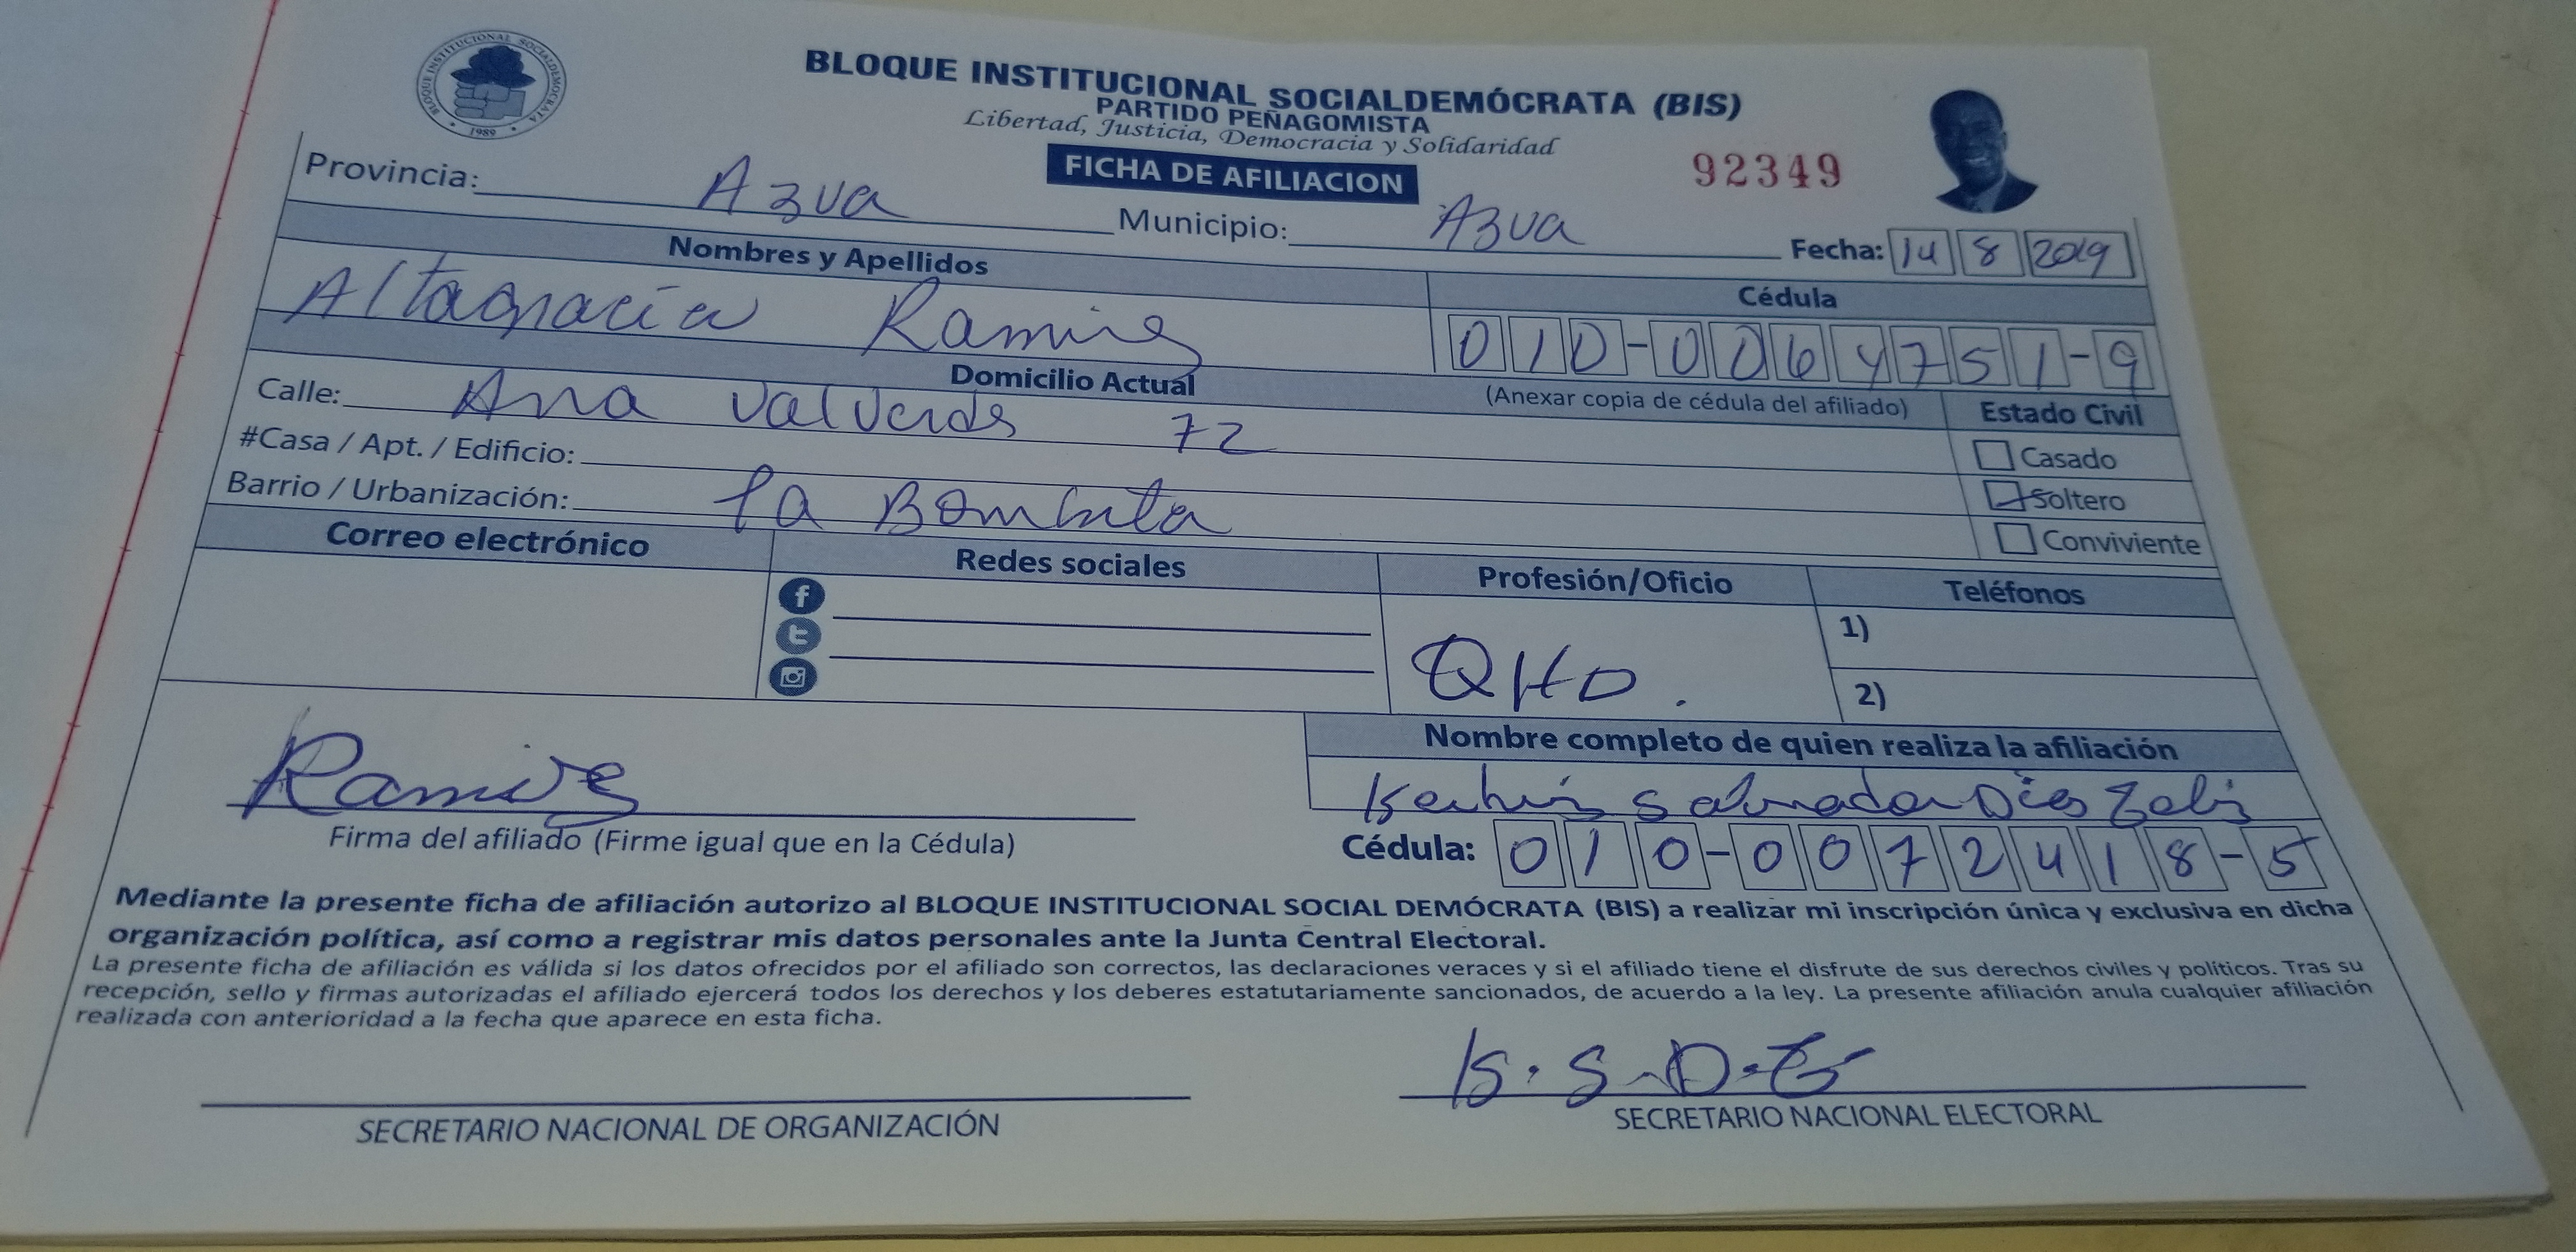 BLOQUE INSTITUCIONAL SOCIALDEMOCRATA
1989
BLOQUE INSTITUCIONAL SOCIALDEMÓCRATA (BIS)
PARTIDO PEÑAGOMISTA
Libertad, Justicia, Democracia y Solidaridad
FICHA DE AFILIACION
92349
Provincia: Azua Municipio: Azua Fecha: 14 8 2019
Nombres y Apellidos Cédula
Altagracia Ramires 010-0064751-9
Domicilio Actual (Anexar copia de cédula del afiliado) Estado Civil
Calle: Ana Valverde 72
Casado
#Casa / Apt. / Edificio:
Soltero
Barrio / Urbanización: La Bombita
Conviviente
Correo electrónico Redes sociales Profesión/Oficio Teléfonos
1)
QHD.
2)
Nombre completo de quien realiza la afiliación
Ramires
Salvador
Firma del afiliado (Firme igual que en la Cédula)
Cédula: 010-0072418-5
Mediante la presente ficha de afiliación autorizo al BLOQUE INSTITUCIONAL SOCIAL DEMÓCRATA (BIS) a realizar mi inscripción única y exclusiva en dicha
organización política, así como a registrar mis datos personales ante la Junta Central Electoral.
La presente ficha de afiliación es válida si los datos ofrecidos por el afiliado son correctos, las declaraciones veraces y si el afiliado tiene el disfrute de sus derechos civiles y políticos. Tras su
recepción, sello y firmas autorizadas el afiliado ejercerá todos los derechos y los deberes estatutariamente sancionados, de acuerdo a la ley. La presente afiliación anula cualquier afiliación
realizada con anterioridad a la fecha que aparece en esta ficha.
SECRETARIO NACIONAL DE ORGANIZACIÓN
SECRETARIO NACIONAL ELECTORAL